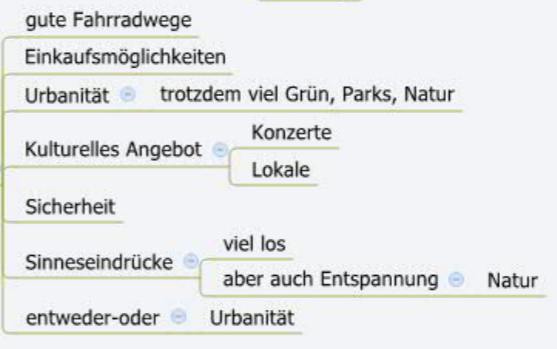 gute Fahrradwege
Einkaufsmöglichkeiten
Urbanität trotzdem viel Grün, Parks, Natur
Kulturelles Angebot
Konzerte
Lokale
Sicherheit
Sinneseindrücke
viel los
aber auch Entspannung Natur
entweder-oder Urbanität